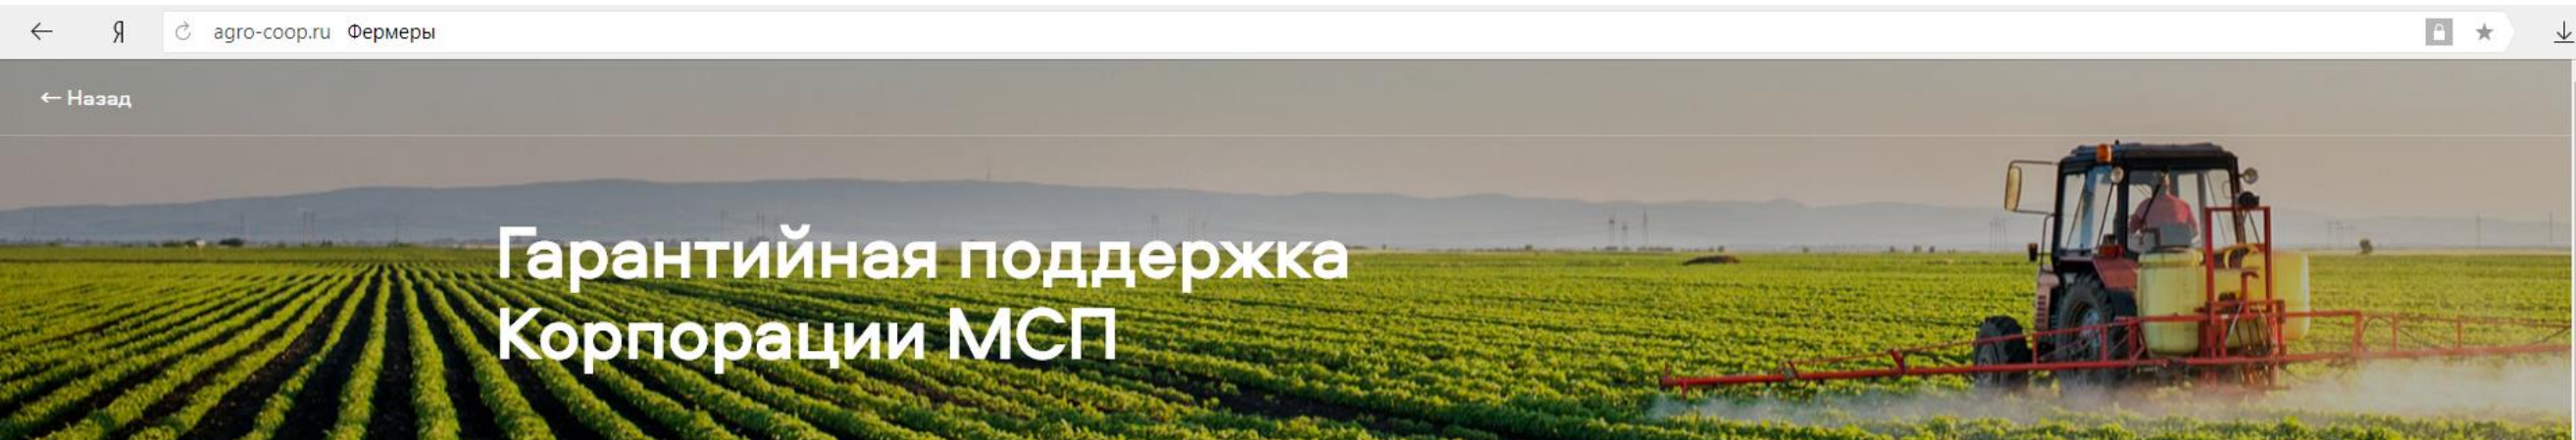 Я agro-coop.ru Фермеры
← Назад
Гарантийная поддержка
Корпорации МСП